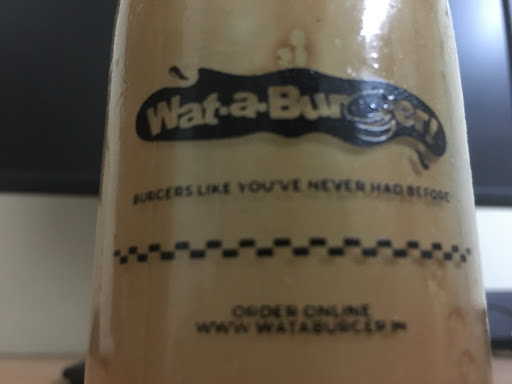 Wat-a-Burger!
BURGERS LIKE YOU'VE NEVER HAD BEFORE
ORDER ONLINE
WWW.WATABURGER.IN